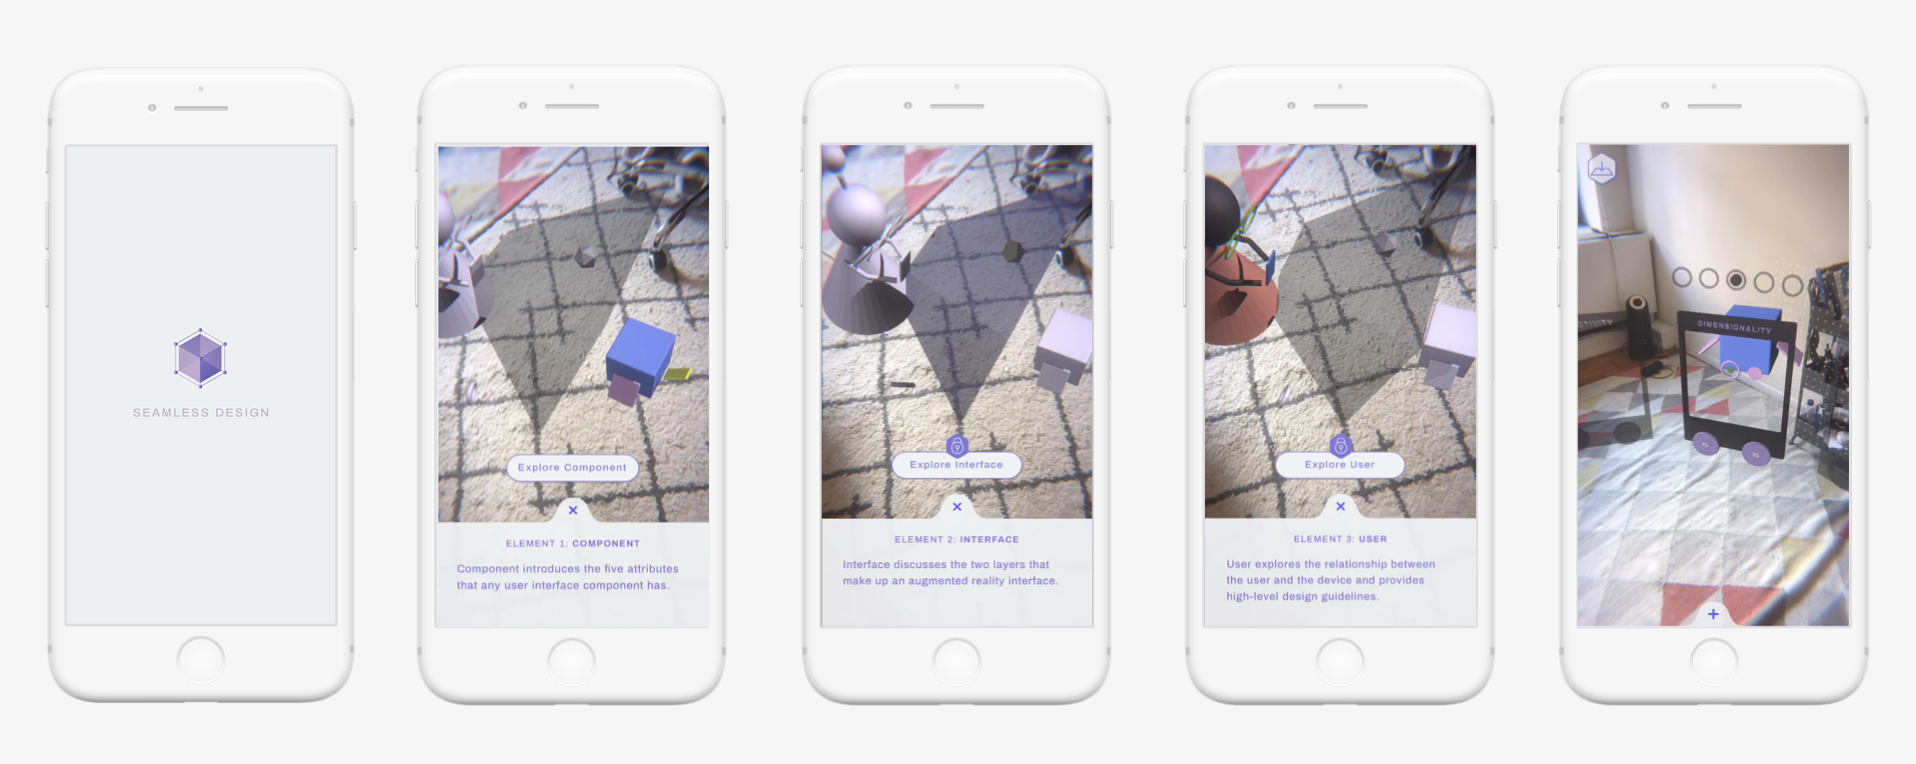 SEAMLESS DESIGN
Explore Component
ELEMENT 1: COMPONENT
Component introduces the five attributes
that any user interface component has.
Explore Interface
ELEMENT 2: INTERFACE
Interface discusses the two layers that
make up an augmented reality interface.
Explore User
ELEMENT 3: USER
User explores the relationship between
the user and the device and provides
high-level design guidelines.
DIMENSIONALITY